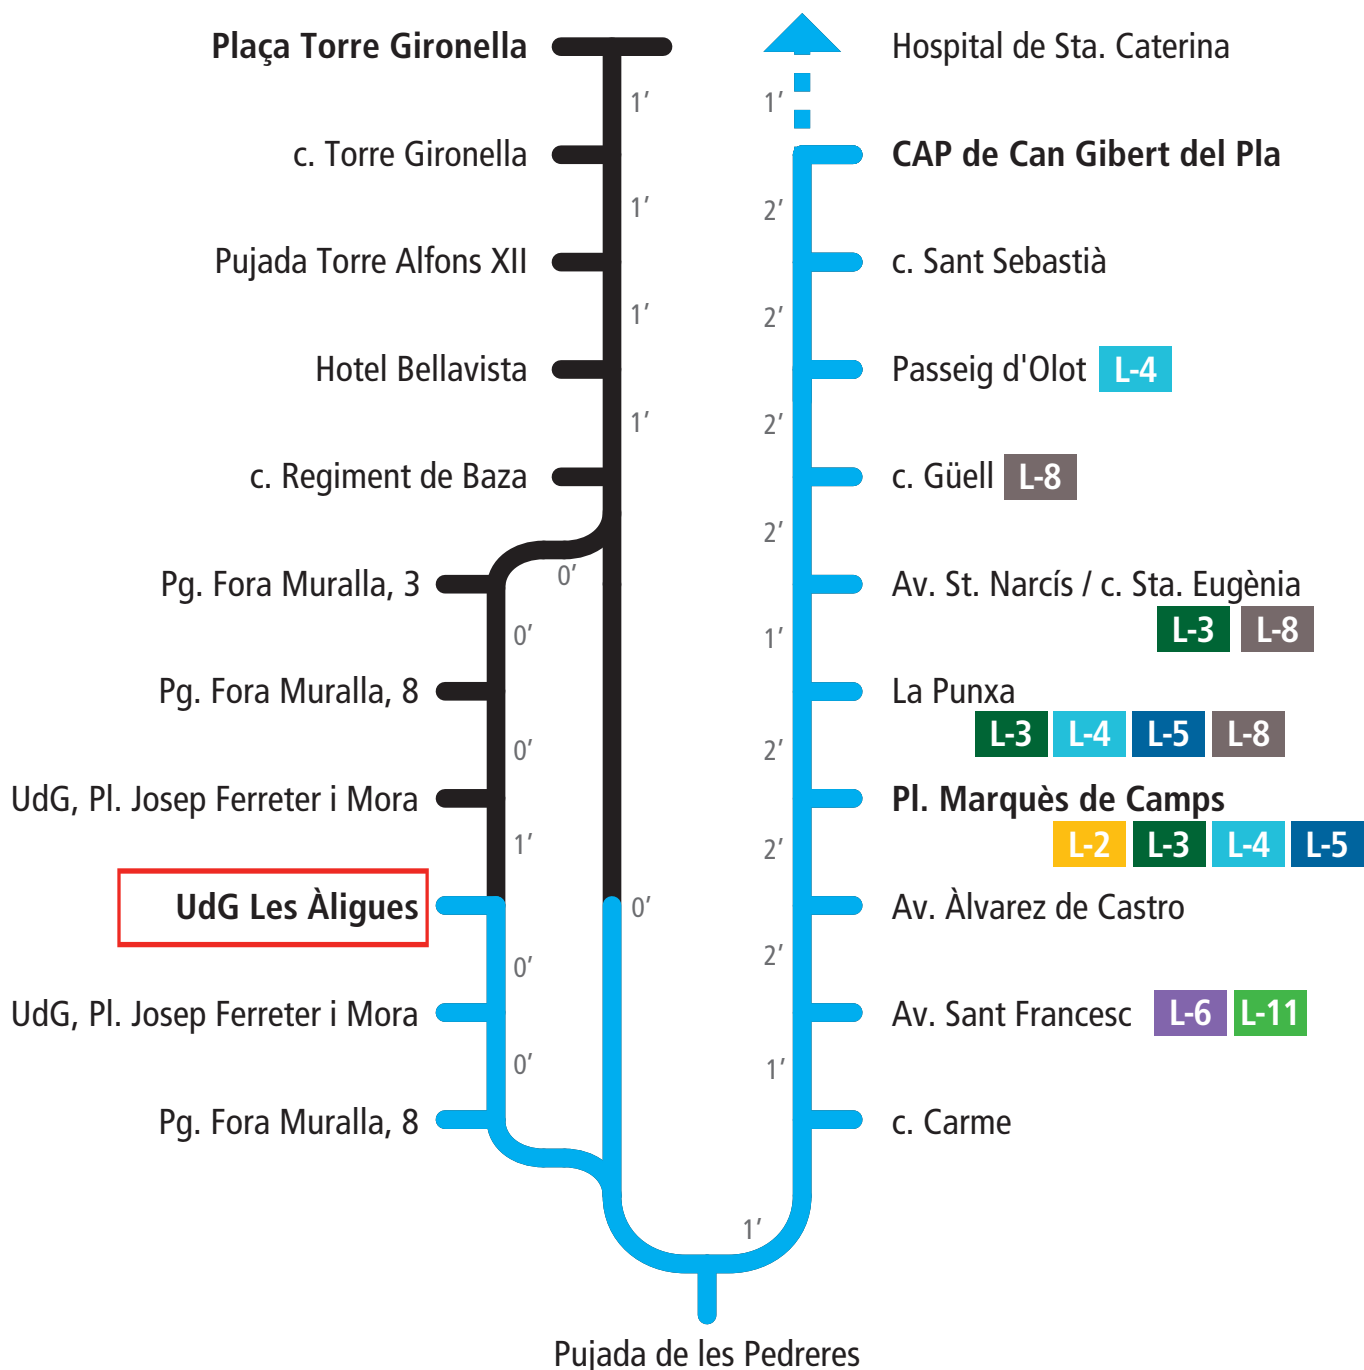 Plaça Torre Gironella
1’
c. Torre Gironella
1’
Pujada Torre Alfons XII
1’
Hotel Bellavista
1’
c. Regiment de Baza
0’
Pg. Fora Muralla, 3
0’
Pg. Fora Muralla, 8
0’
UdG, Pl. Josep Ferreter i Mora
1’
UdG Les Àligues
0’
0’
UdG, Pl. Josep Ferreter i Mora
0’
Pg. Fora Muralla, 8
Hospital de Sta. Caterina
1’
CAP de Can Gibert del Pla
2’
c. Sant Sebastià
2’
Passeig d'Olot L-4
2’
c. Güell L-8
2’
Av. St. Narcís / c. Sta. Eugènia
L-3 L-8
1’
La Punxa
L-3 L-4 L-5 L-8
2’
Pl. Marquès de Camps
L-2 L-3 L-4 L-5
2’
Av. Àlvarez de Castro
2’
Av. Sant Francesc L-6 L-11
1’
c. Carme
1’
Pujada de les Pedreres